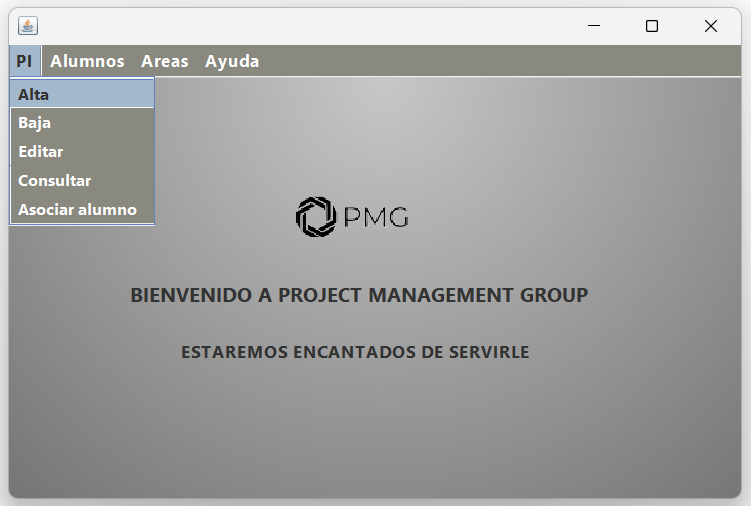 PI Alumnos Areas Ayuda
Alta
Baja
Editar
Consultar
Asociar alumno
PMG
BIENVENIDO A PROJECT MANAGEMENT GROUP
ESTAREMOS ENCANTADOS DE SERVIRLE